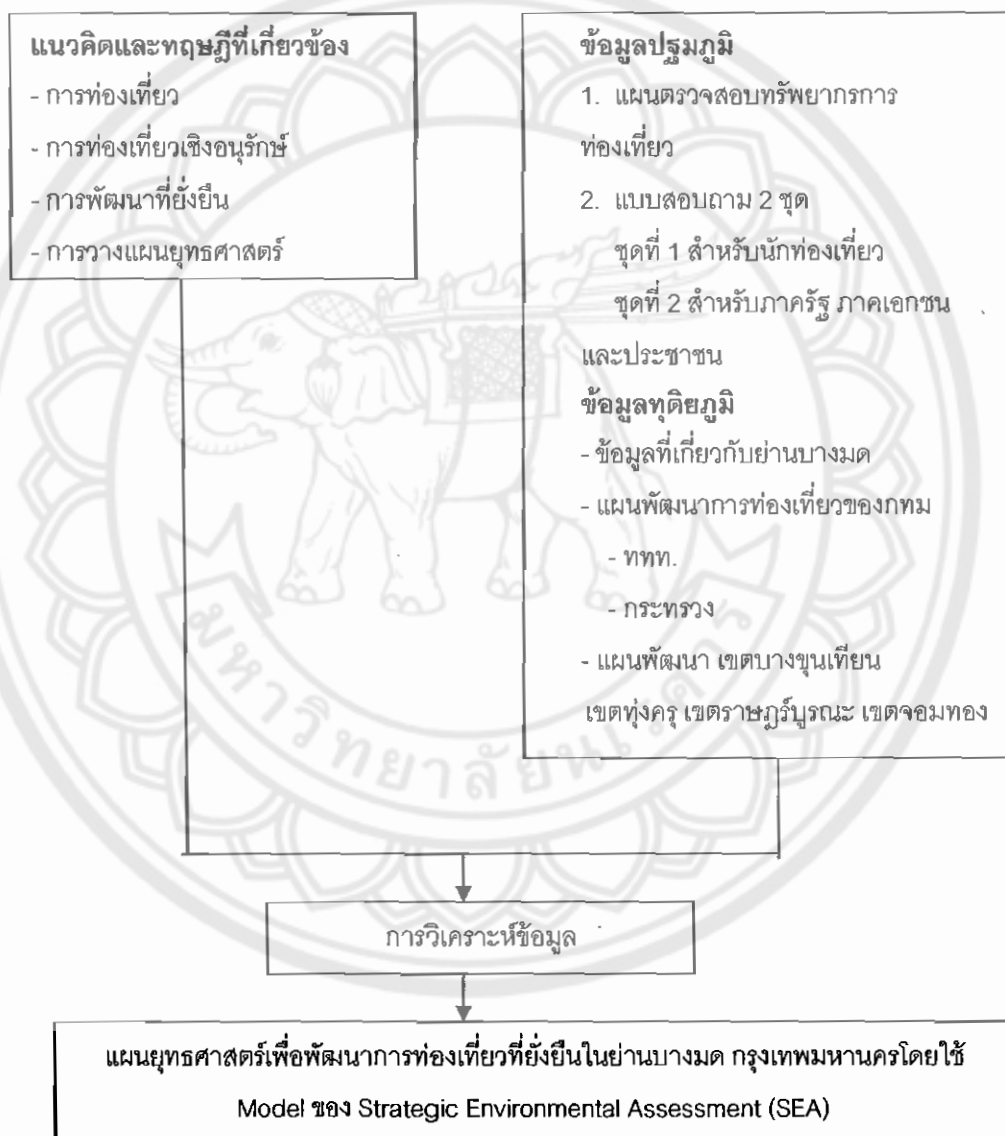 แนวคิดและทฤษฎีที่เกี่ยวข้อง
- การท่องเที่ยว
- การท่องเที่ยวเชิงอนุรักษ์
- การพัฒนาที่ยั่งยืน
- การวางแผนยุทธศาสตร์
ข้อมูลปฐมภูมิ
1. แผนตรวจสอบทรัพยากรการ
ท่องเที่ยว
2. แบบสอบถาม 2 ชุด
ชุดที่ 1 สำหรับนักท่องเที่ยว
ชุดที่ 2 สำหรับภาครัฐ ภาคเอกชน
และประชาชน
ข้อมูลทุติยภูมิ
- ข้อมูลที่เกี่ยวกับย่านบางมด
- แผนพัฒนาการท่องเที่ยวของกทม
- ททท.
- กระทรวง
- แผนพัฒนา เขตบางขุนเทียน
เขตทุ่งครุ เขตราษฎร์บูรณะ เขตจอมทอง
มหาวิทยาลัยนเรศวร
การวิเคราะห์ข้อมูล
แผนยุทธศาสตร์เพื่อพัฒนาการท่องเที่ยวที่ยั่งยืนในย่านบางมด กรุงเทพมหานครโดยใช้
Model ของ Strategic Environmental Assessment (SEA)